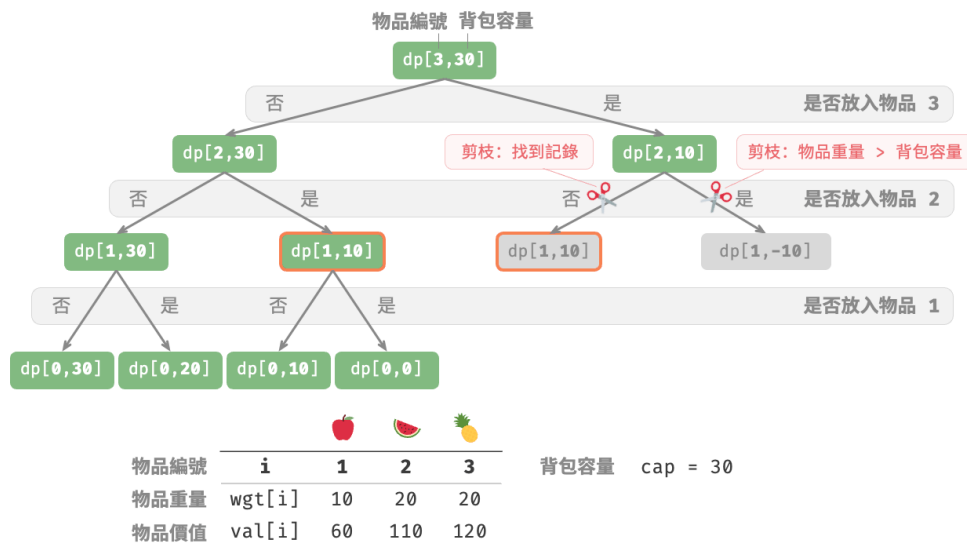 物品編號 背包容量
dp[3,30]
否 是 是否放入物品 3
dp[2,30] 剪枝：找到記錄 dp[2,10] 剪枝：物品重量 > 背包容量
否 是 否 是 是否放入物品 2
dp[1,30] dp[1,10] dp[1,10] dp[1,-10]
否 是 否 是 是否放入物品 1
dp[0,30] dp[0,20] dp[0,10] dp[0,0]
物品編號 i 1 2 3 背包容量 cap = 30
物品重量 wgt[i] 10 20 20
物品價值 val[i] 60 110 120